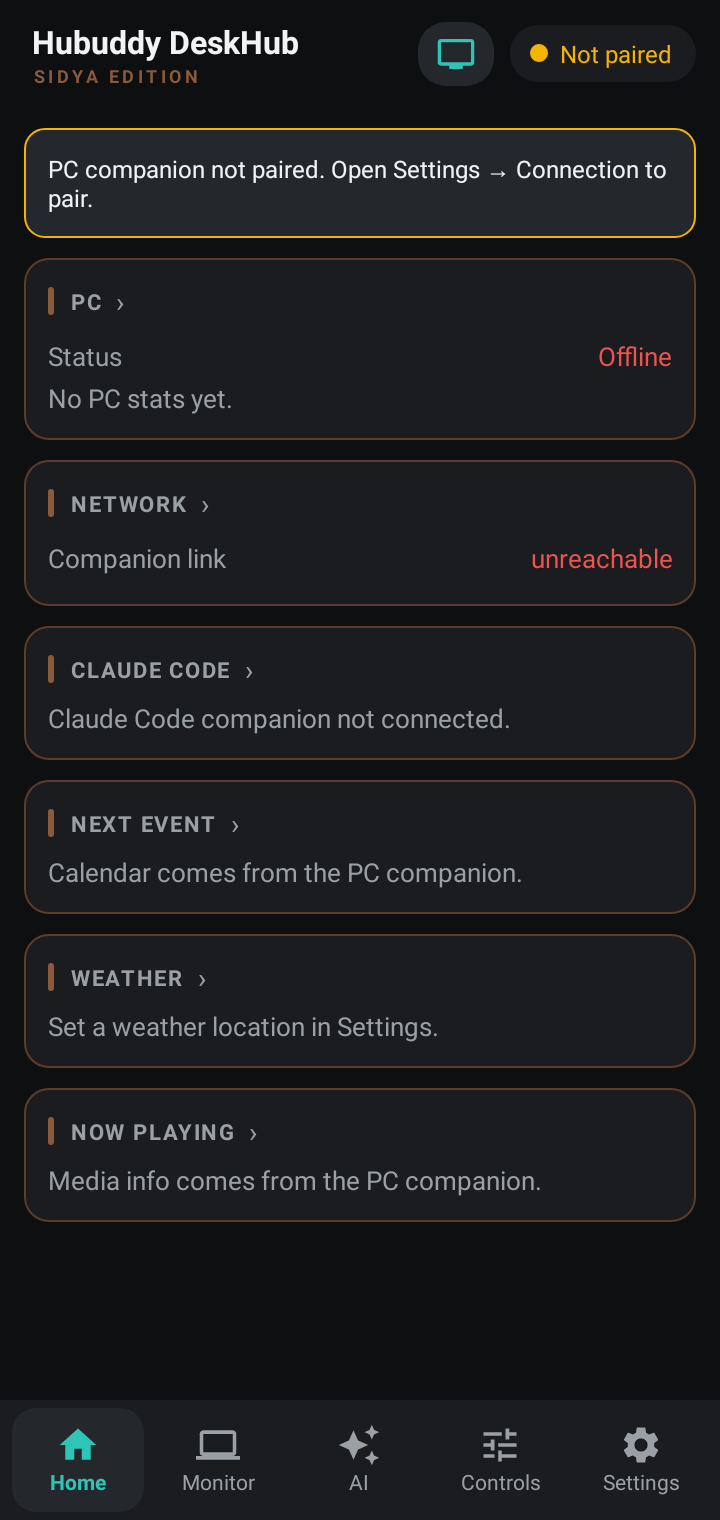 Hubuddy DeskHub
SIDYA EDITION
Not paired
PC companion not paired. Open Settings → Connection to
pair.
PC ›
Status Offline
No PC stats yet.
NETWORK ›
Companion link unreachable
CLAUDE CODE ›
Claude Code companion not connected.
NEXT EVENT ›
Calendar comes from the PC companion.
WEATHER ›
Set a weather location in Settings.
NOW PLAYING ›
Media info comes from the PC companion.
Home Monitor AI Controls Settings